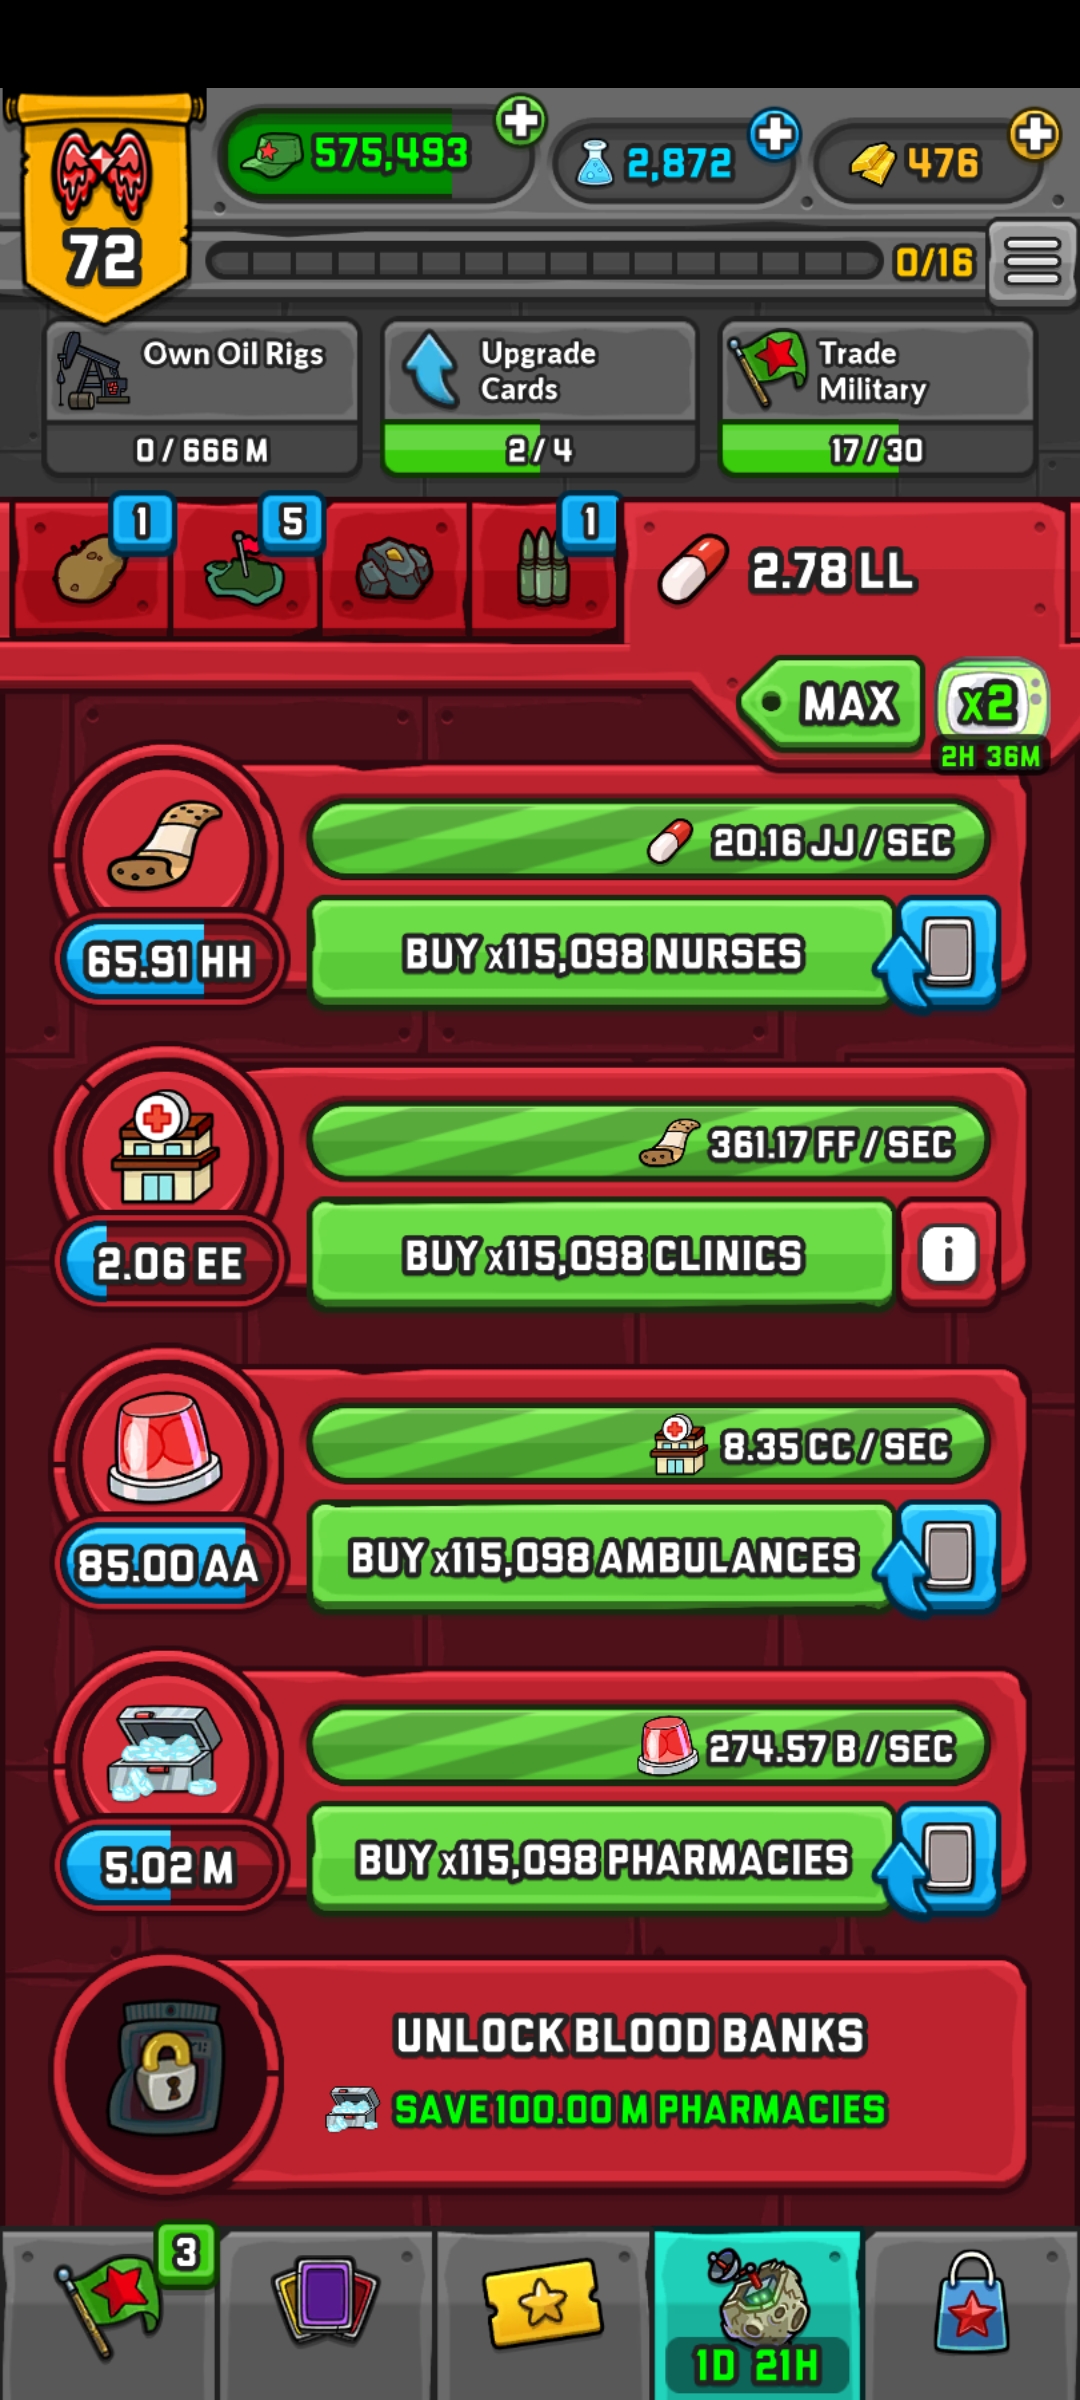 575,493
2,872
476
72
0/16
Own Oil Rigs
0 / 666 M
Upgrade
Cards
2 / 4
Trade
Military
17 / 30
1
5
1
2.78 LL
MAX
x2
2H 36M
20.16 JJ / SEC
65.91 HH
BUY x115,098 NURSES
361.17 FF / SEC
2.06 EE
BUY x115,098 CLINICS
i
8.35 CC / SEC
85.00 AA
BUY x115,098 AMBULANCES
274.57 B / SEC
5.02 M
BUY x115,098 PHARMACIES
UNLOCK BLOOD BANKS
SAVE 100.00 M PHARMACIES
3
1D 21H